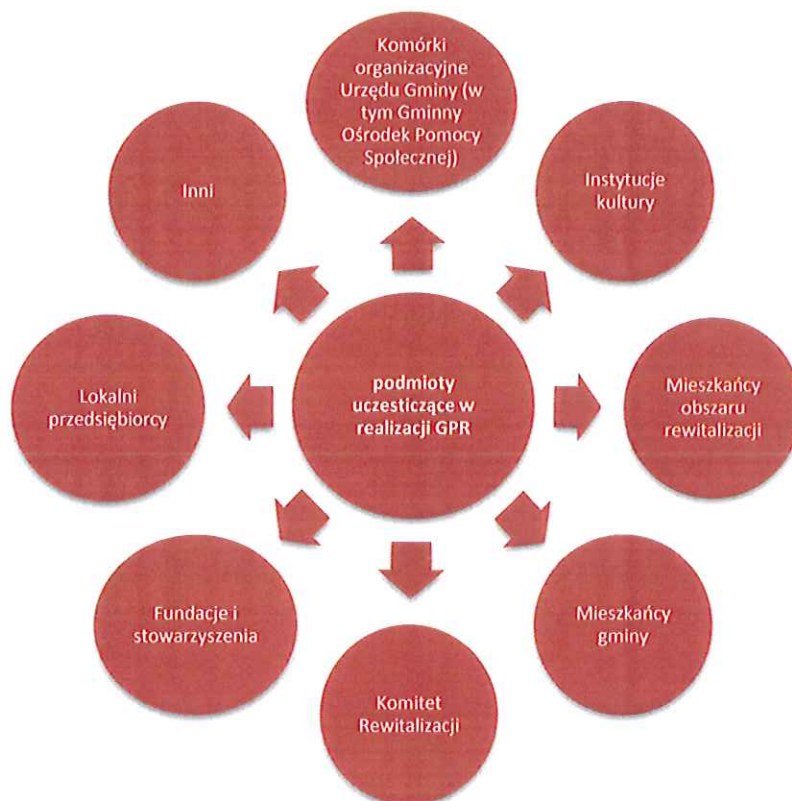 Komórki
organizacyjne
Urzędu Gminy (w
tym Gminny
Ośrodek Pomocy
Społecznej)
Instytucje
kultury
Mieszkańcy
obszaru
rewitalizacji
Mieszkańcy
gminy
Komitet
Rewitalizacji
Fundacje i
stowarzyszenia
Lokalni
przedsiębiorcy
Inni
podmioty
uczesticzące w
realizacji GPR